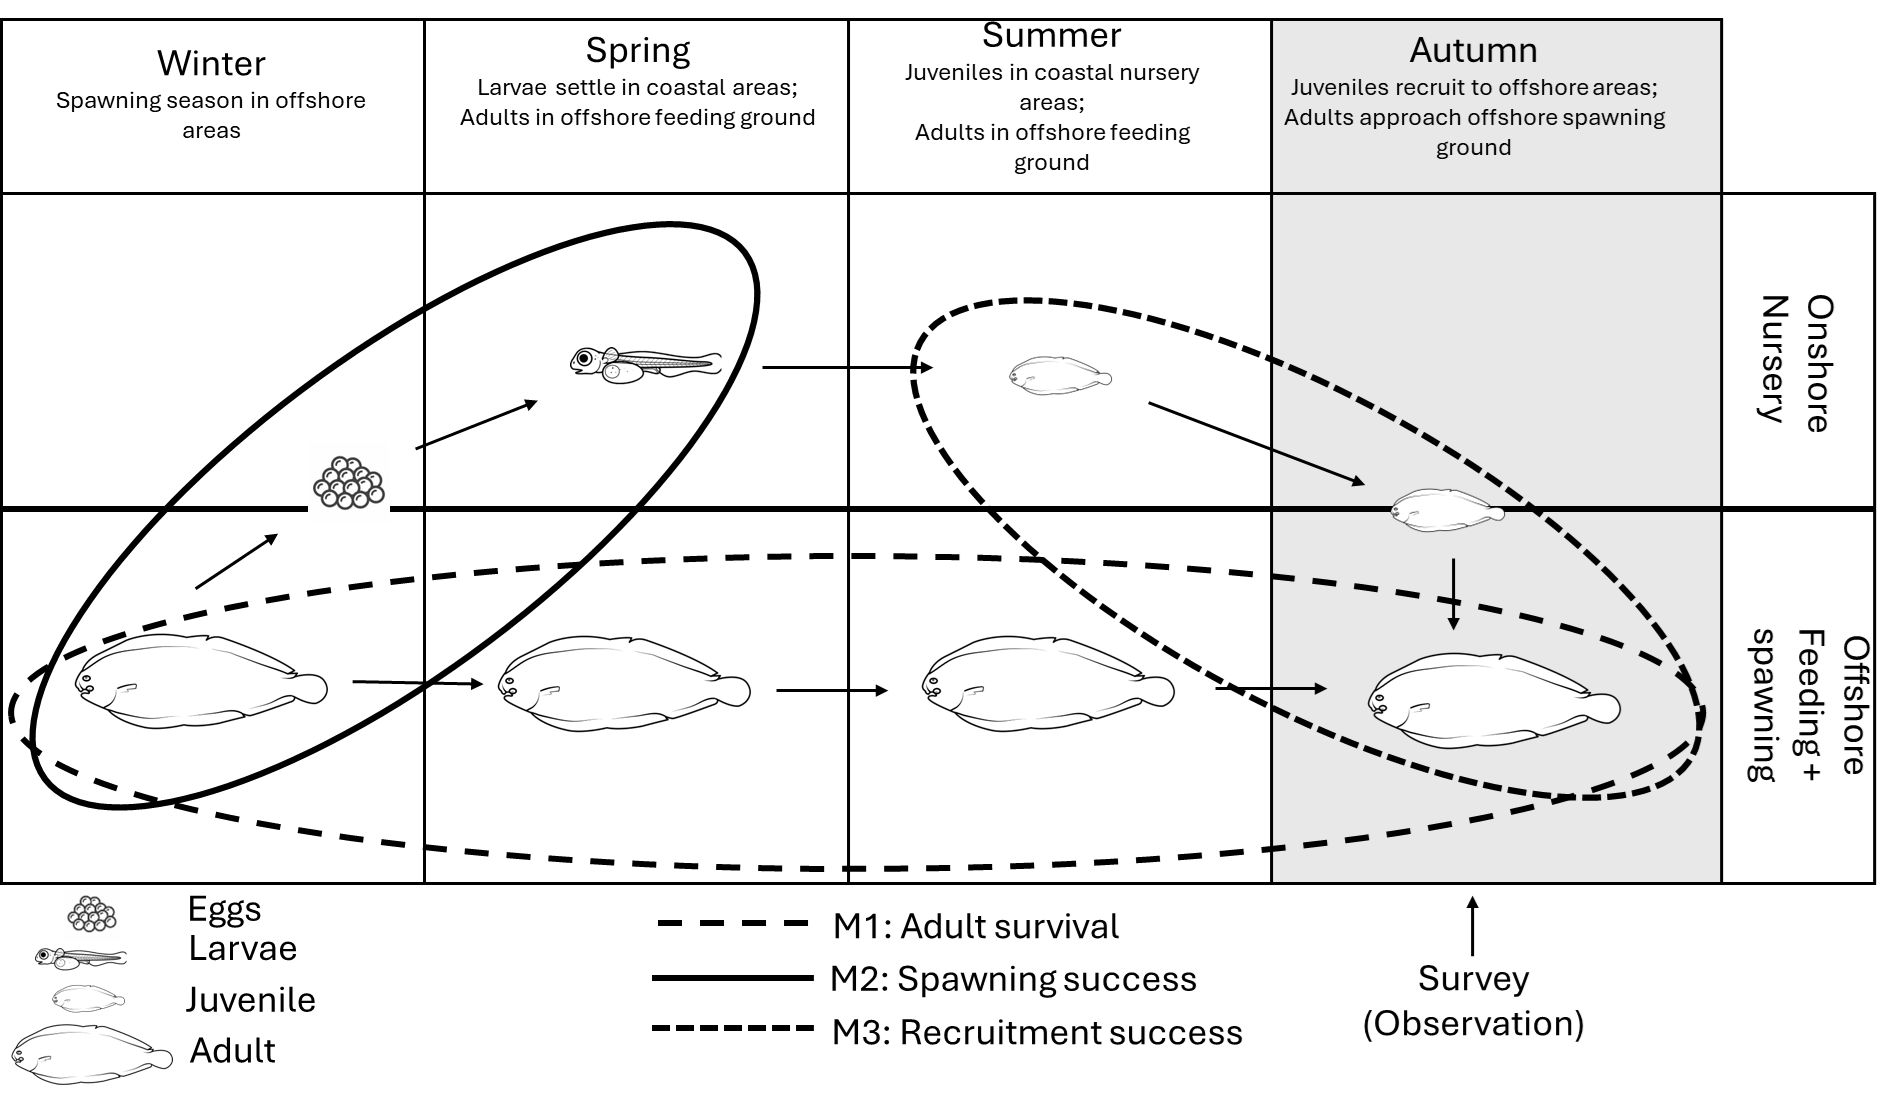 Winter
Spawning season in offshore
areas
Spring
Larvae settle in coastal areas;
Adults in offshore feeding ground
Summer
Juveniles in coastal nursery
areas;
Adults in offshore feeding
ground
Autumn
Juveniles recruit to offshore areas;
Adults approach offshore spawning
ground
Onshore
Nursery
Offshore
Feeding +
spawning
Eggs
Larvae
Juvenile
Adult
M1: Adult survival
M2: Spawning success
M3: Recruitment success
Survey
(Observation)